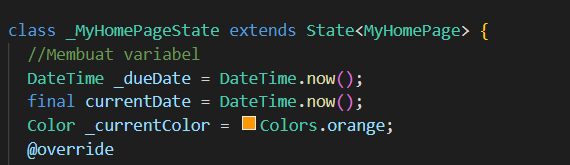 class _MyHomePageState extends State<MyHomePage> {
//Membuat variabel
DateTime _dueDate = DateTime.now();
final currentDate = DateTime.now();
Color _currentColor = Colors.orange;
@override